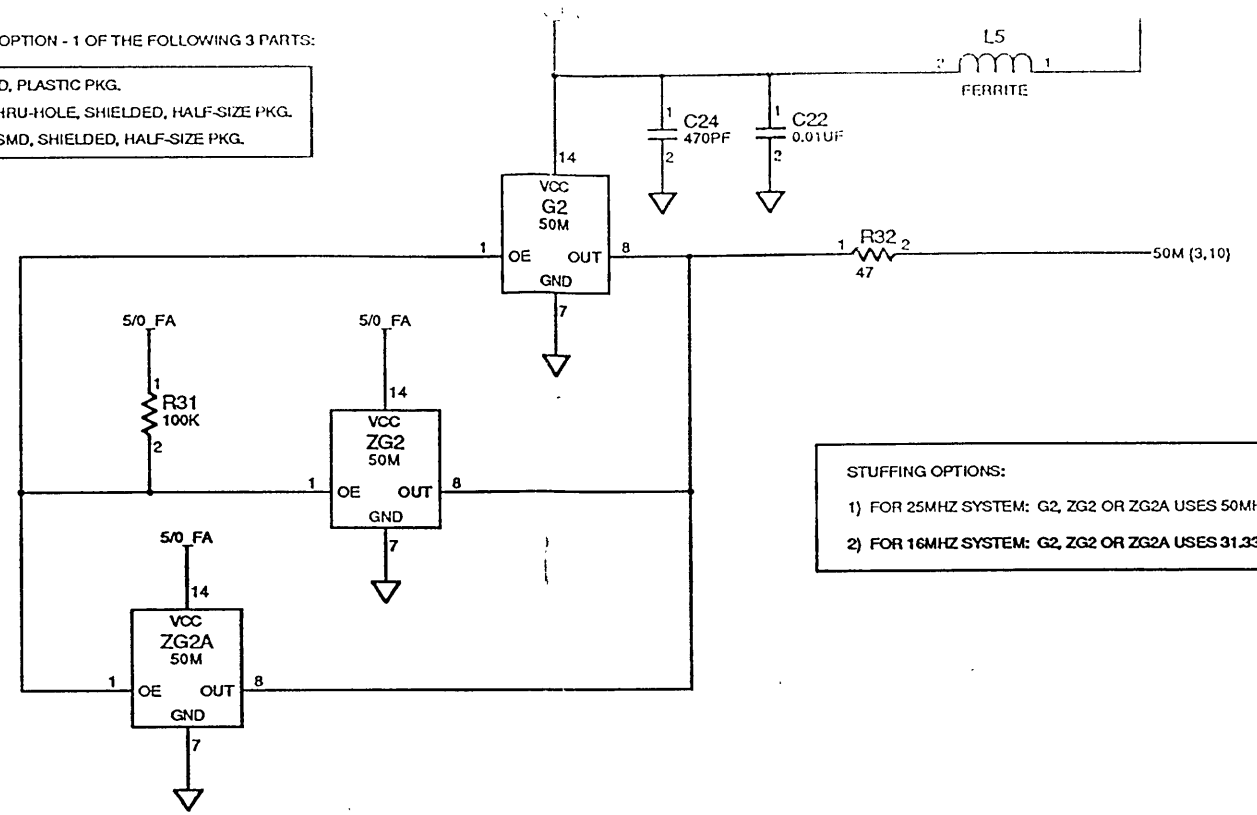 OPTION - 1 OF THE FOLLOWING 3 PARTS:
D, PLASTIC PKG.
HRU-HOLE, SHIELDED, HALF-SIZE PKG.
SMD, SHIELDED, HALF-SIZE PKG.
L5
2 1
FERRITE
1 C24
470PF
2
1 C22
0.01UF
2
14
VCC
G2
50M
1 OE OUT 8
GND
7
1 R32 2
47
50M {3,10}
5/0_FA
1
R31
100K
2
5/0_FA
14
VCC
ZG2
50M
1 OE OUT 8
GND
7
5/0_FA
14
VCC
ZG2A
50M
1 OE OUT 8
GND
7
STUFFING OPTIONS:
1) FOR 25MHZ SYSTEM: G2, ZG2 OR ZG2A USES 50MH
2) FOR 16MHZ SYSTEM: G2, ZG2 OR ZG2A USES 31.33